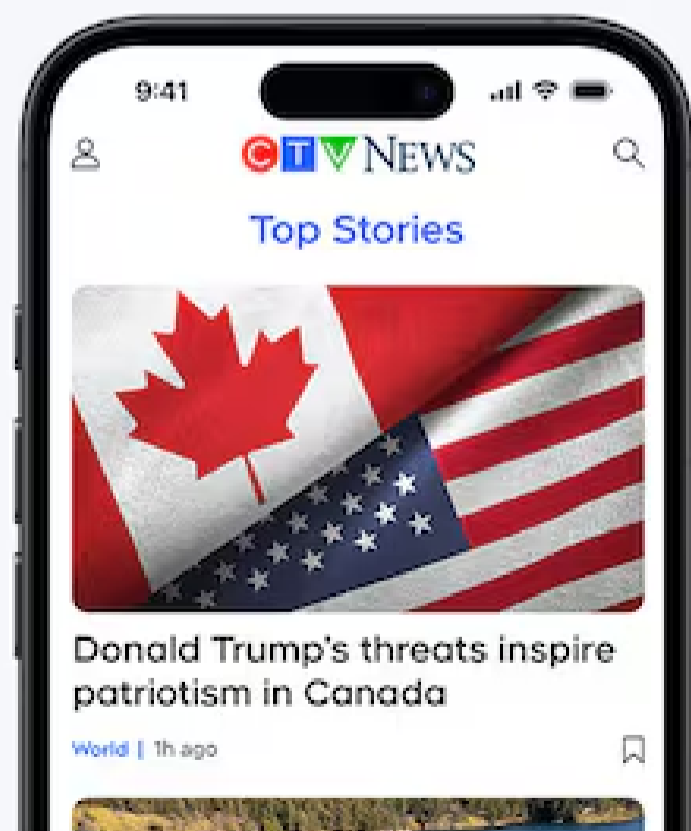 9:41
CTV NEWS
Top Stories
Donald Trump's threats inspire
patriotism in Canada
World | 1h ago